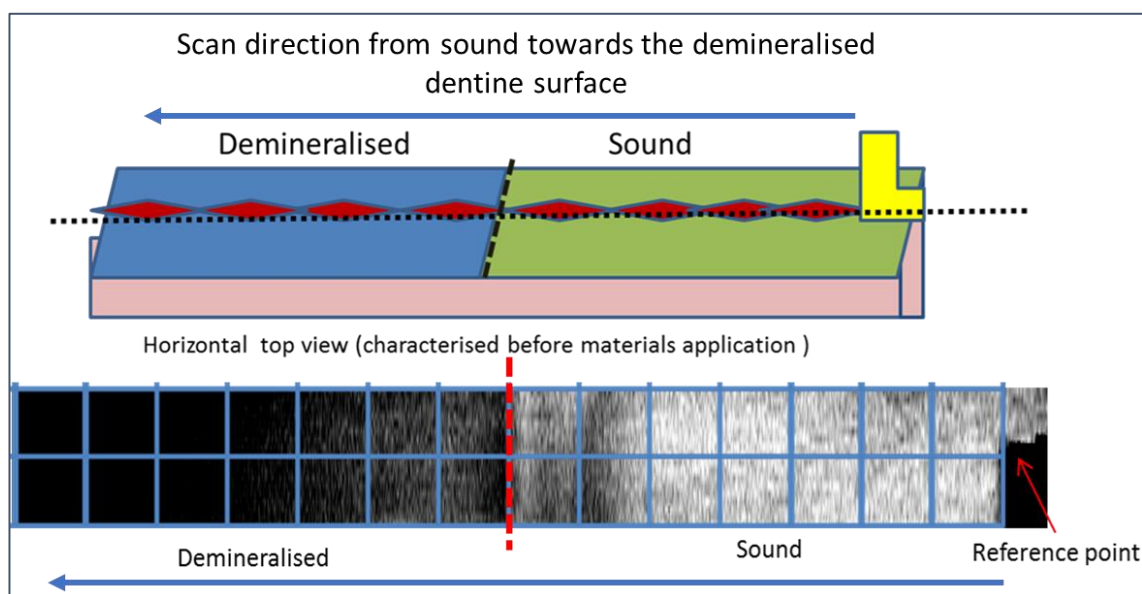 Scan direction from sound towards the demineralised
dentine surface
Demineralised Sound
Horizontal top view (characterised before materials application )
Demineralised Sound Reference point